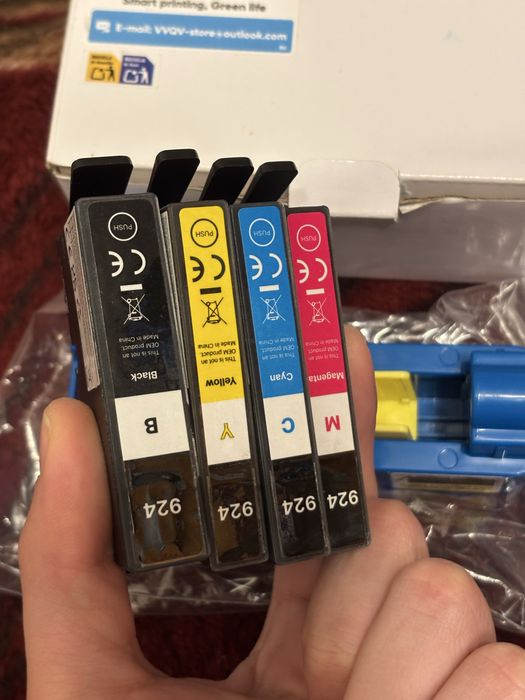 Smart printing, Green life
E-mail: VVQV-store@outlook.com
PUSH
CE
This is not an
OEM product.
Made in China
Black
B
924
PUSH
CE
This is not an
OEM product.
Made in China
Yellow
Y
924
PUSH
CE
This is not an
OEM product.
Made in China
Cyan
C
924
PUSH
CE
This is not an
OEM product.
Made in China
Magenta
M
924